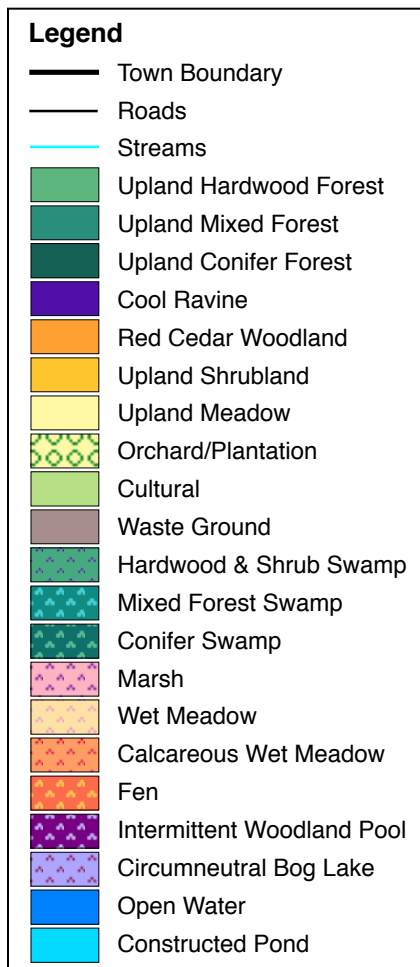 Legend
Town Boundary
Roads
Streams
Upland Hardwood Forest
Upland Mixed Forest
Upland Conifer Forest
Cool Ravine
Red Cedar Woodland
Upland Shrubland
Upland Meadow
Orchard/Plantation
Cultural
Waste Ground
Hardwood & Shrub Swamp
Mixed Forest Swamp
Conifer Swamp
Marsh
Wet Meadow
Calcareous Wet Meadow
Fen
Intermittent Woodland Pool
Circumneutral Bog Lake
Open Water
Constructed Pond